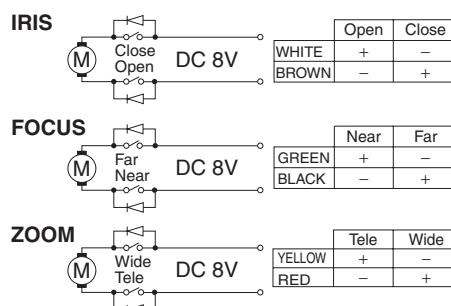 IRIS
Open Close
Close
Open
M
DC 8V
WHITE + −
BROWN − +
FOCUS
Near Far
Far
Near
M
DC 8V
GREEN + −
BLACK − +
ZOOM
Tele Wide
Wide
Tele
M
DC 8V
YELLOW + −
RED − +